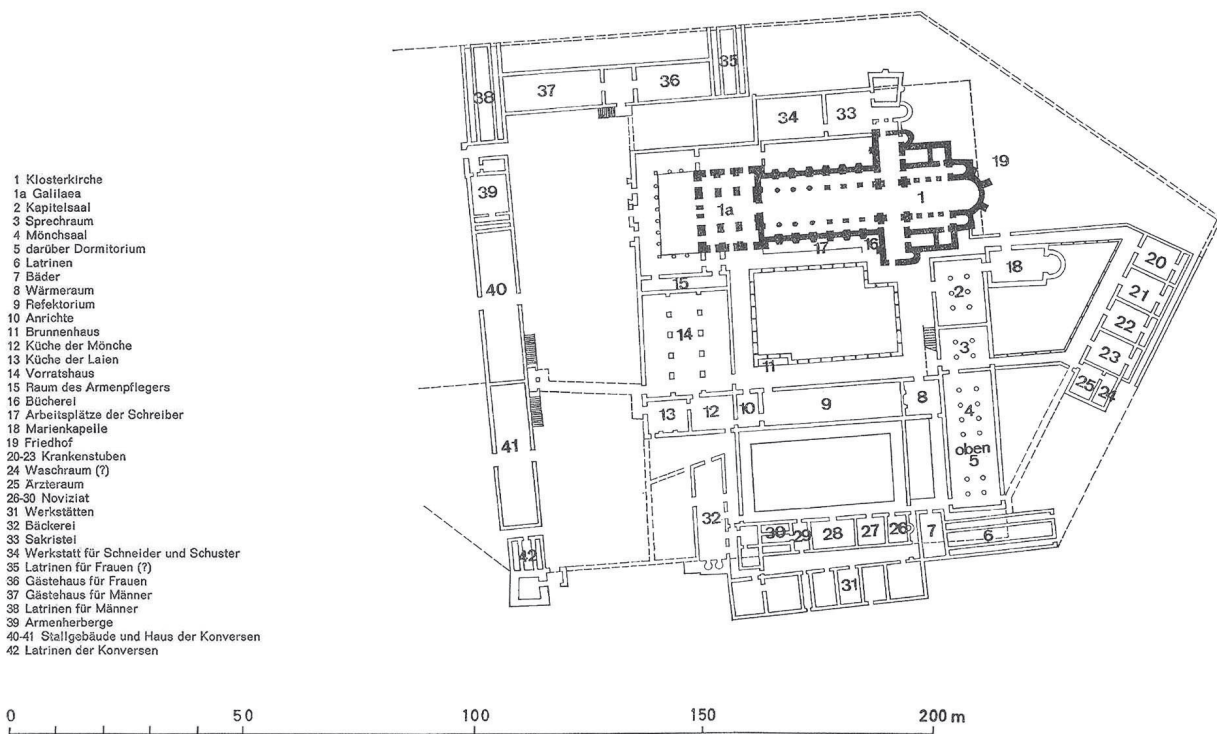 1 Klosterkirche
1a Galilaea
2 Kapitelsaal
3 Sprechraum
4 Mönchsaal
5 darüber Dormitorium
6 Latrinen
7 Bäder
8 Wärmeraum
9 Refektorium
10 Anrichte
11 Brunnenhaus
12 Küche der Mönche
13 Küche der Laien
14 Vorratshaus
15 Raum des Armenpflegers
16 Bücherei
17 Arbeitsplätze der Schreiber
18 Marienkapelle
19 Friedhof
20-23 Krankenstuben
24 Waschraum (?)
25 Ärzteraum
26-30 Noviziat
31 Werkstätten
32 Bäckerei
33 Sakristei
34 Werkstatt für Schneider und Schuster
35 Latrinen für Frauen (?)
36 Gästehaus für Frauen
37 Gästehaus für Männer
38 Latrinen für Männer
39 Armenherberge
40-41 Stallgebäude und Haus der Konversen
42 Latrinen der Konversen
35
38 37 36
34 33
19
39
1a 1
17 16
20
18
15
21
2
40
22
14
3 23
11
25 24
13 12 10 9 8
4
41
oben
5
32
30 29 28 27 26 7 6
42
31
0 50 100 150 200 m